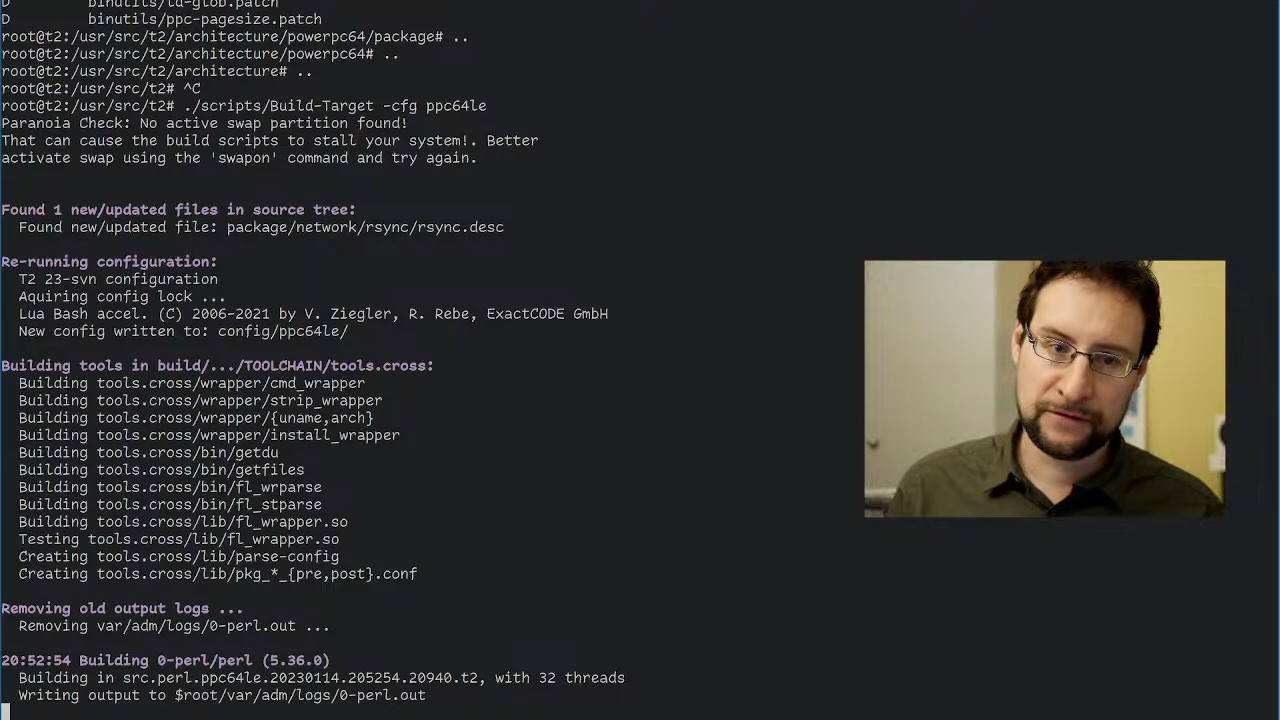 D         binutils/ld-glob.patch
D         binutils/ppc-pagesize.patch
root@t2:/usr/src/t2/architecture/powerpc64/package# ..
root@t2:/usr/src/t2/architecture/powerpc64# ..
root@t2:/usr/src/t2/architecture# ..
root@t2:/usr/src/t2# ^C
root@t2:/usr/src/t2# ./scripts/Build-Target -cfg ppc64le
Paranoia Check: No active swap partition found!
That can cause the build scripts to stall your system!. Better
activate swap using the 'swapon' command and try again.
Found 1 new/updated files in source tree:
Found new/updated file: package/network/rsync/rsync.desc
Re-running configuration:
T2 23-svn configuration
Aquiring config lock ...
Lua Bash accel. (C) 2006-2021 by V. Ziegler, R. Rebe, ExactCODE GmbH
New config written to: config/ppc64le/
Building tools in build/.../TOOLCHAIN/tools.cross:
Building tools.cross/wrapper/cmd_wrapper
Building tools.cross/wrapper/strip_wrapper
Building tools.cross/wrapper/{uname,arch}
Building tools.cross/wrapper/install_wrapper
Building tools.cross/bin/getdu
Building tools.cross/bin/getfiles
Building tools.cross/bin/fl_wrparse
Building tools.cross/bin/fl_stparse
Building tools.cross/lib/fl_wrapper.so
Testing tools.cross/lib/fl_wrapper.so
Creating tools.cross/lib/parse-config
Creating tools.cross/lib/pkg_*_{pre,post}.conf
Removing old output logs ...
Removing var/adm/logs/0-perl.out ...
20:52:54 Building 0-perl/perl (5.36.0)
Building in src.perl.ppc64le.20230114.205254.20940.t2, with 32 threads
Writing output to $root/var/adm/logs/0-perl.out